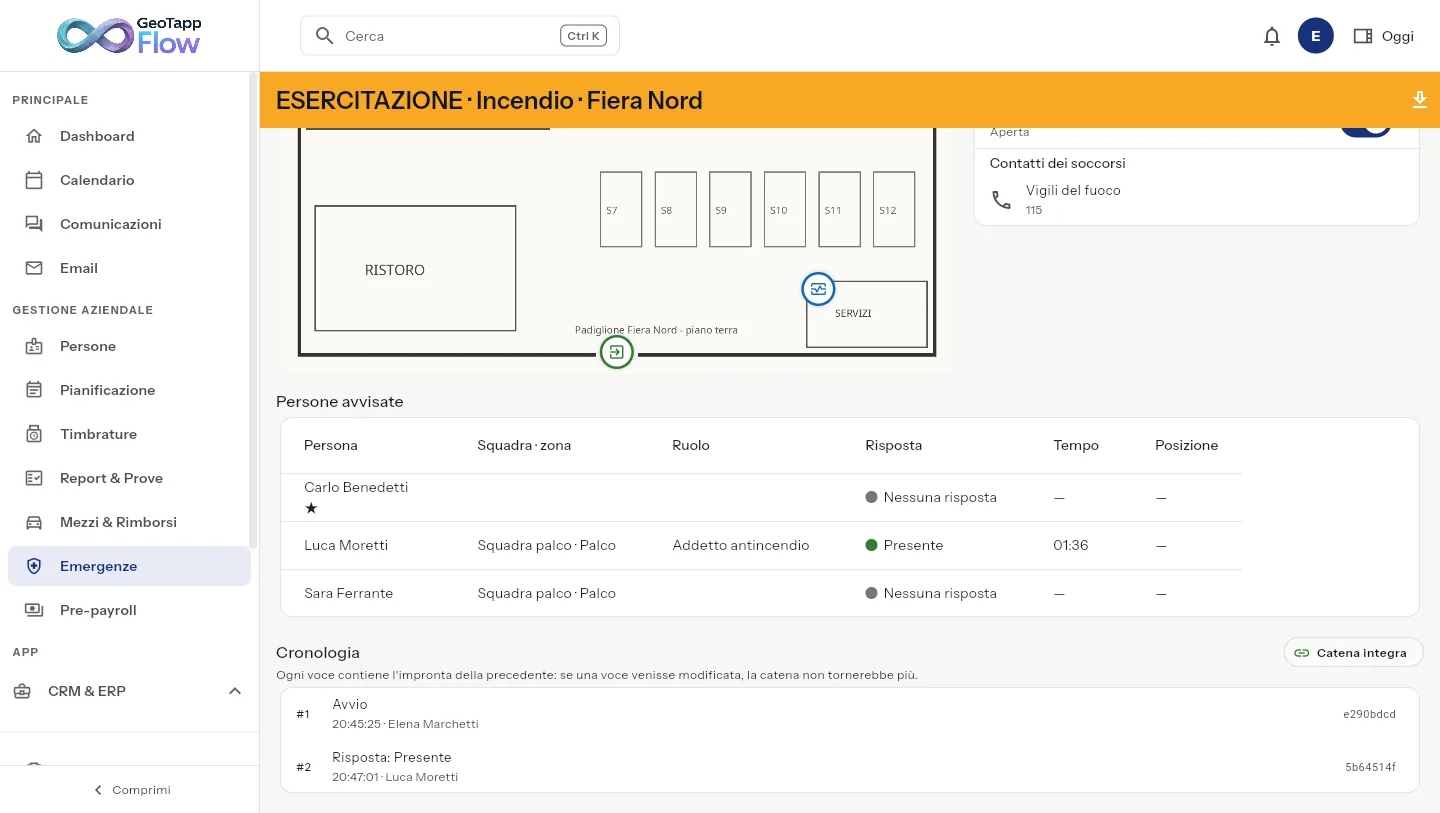 GeoTapp
Flow
Cerca
Ctrl K
E
Oggi
PRINCIPALE
Dashboard
Calendario
Comunicazioni
Email
GESTIONE AZIENDALE
Persone
Pianificazione
Timbrature
Report & Prove
Mezzi & Rimborsi
Emergenze
Pre-payroll
APP
CRM & ERP
Comprimi
ESERCITAZIONE · Incendio · Fiera Nord
S7
S8
S9
S10
S11
S12
RISTORO
SERVIZI
Padiglione Fiera Nord - piano terra
Aperta
Contatti dei soccorsi
Vigili del fuoco
115
Persone avvisate
Persona Squadra · zona Ruolo Risposta Tempo Posizione
Carlo Benedetti ★ Nessuna risposta — —
Luca Moretti Squadra palco · Palco Addetto antincendio Presente 01:36 —
Sara Ferrante Squadra palco · Palco Nessuna risposta — —
Cronologia
Catena integra
Ogni voce contiene l'impronta della precedente: se una voce venisse modificata, la catena non tornerebbe più.
#1
Avvio
20:45:25 · Elena Marchetti
e290bdcd
#2
Risposta: Presente
20:47:01 · Luca Moretti
5b64514f